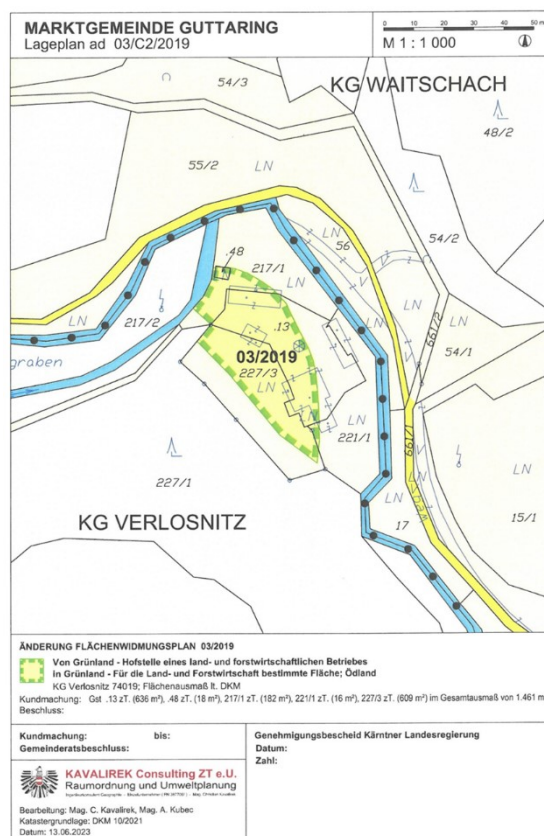 MARKTGEMEINDE GUTTARING
Lageplan ad 03/C2/2019
0 10 20 30 40 50 m
M 1 : 1 000
KG WAITSCHACH
54/3
48/2
55/2
LN
54/2
.48
LN
56
217/1
LN
V
V
LN
661/2
LN
217/2
LN
.13
LN
54/1
graben
03/2019
227/3
LN
661/1
LN
221/1
LN
LN
227/1
LN
17
15/1
KG VERLOSNITZ
ÄNDERUNG FLÄCHENWIDMUNGSPLAN 03/2019
Von Grünland - Hofstelle eines land- und forstwirtschaftlichen Betriebes
in Grünland - Für die Land- und Forstwirtschaft bestimmte Fläche; Ödland
KG Verlosnitz 74019; Flächenausmaß lt. DKM
Kundmachung: Gst .13 zT. (636 m²), .48 zT. (18 m²), 217/1 zT. (182 m²), 221/1 zT. (16 m²), 227/3 zT. (609 m²) im Gesamtausmaß von 1.461 m
Beschluss:
Kundmachung: bis:
Gemeinderatsbeschluss:
Genehmigungsbescheid Kärntner Landesregierung
Datum:
Zahl:
KAVALIREK Consulting ZT e.U.
Raumordnung und Umweltplanung
Bearbeitung: Mag. C. Kavalirek, Mag. A. Kubec
Katastergrundlage: DKM 10/2021
Datum: 13.06.2023